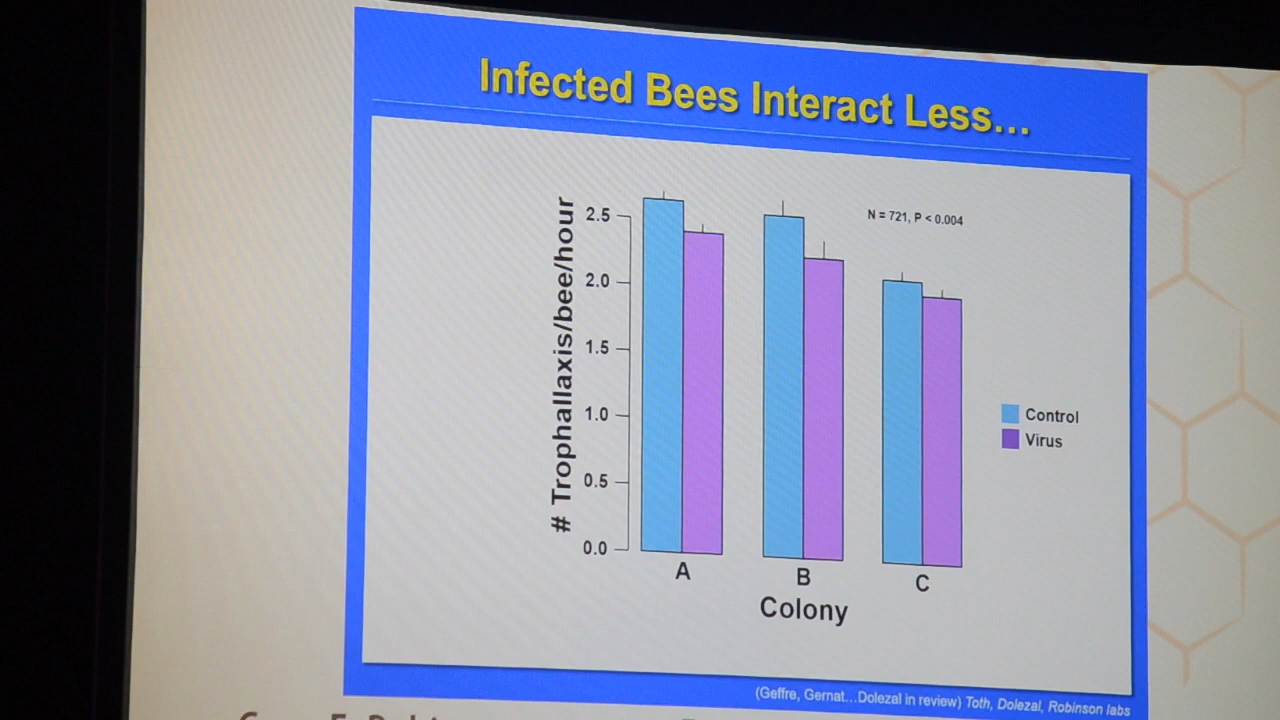 Infected Bees Interact Less...
# Trophallaxis/bee/hour
2.5
2.0
1.5
1.0
0.5
0.0
N = 721, P < 0.004
Control
Virus
A B C
Colony
(Geffre, Gernat...Dolezal in review) Toth, Dolezal, Robinson labs